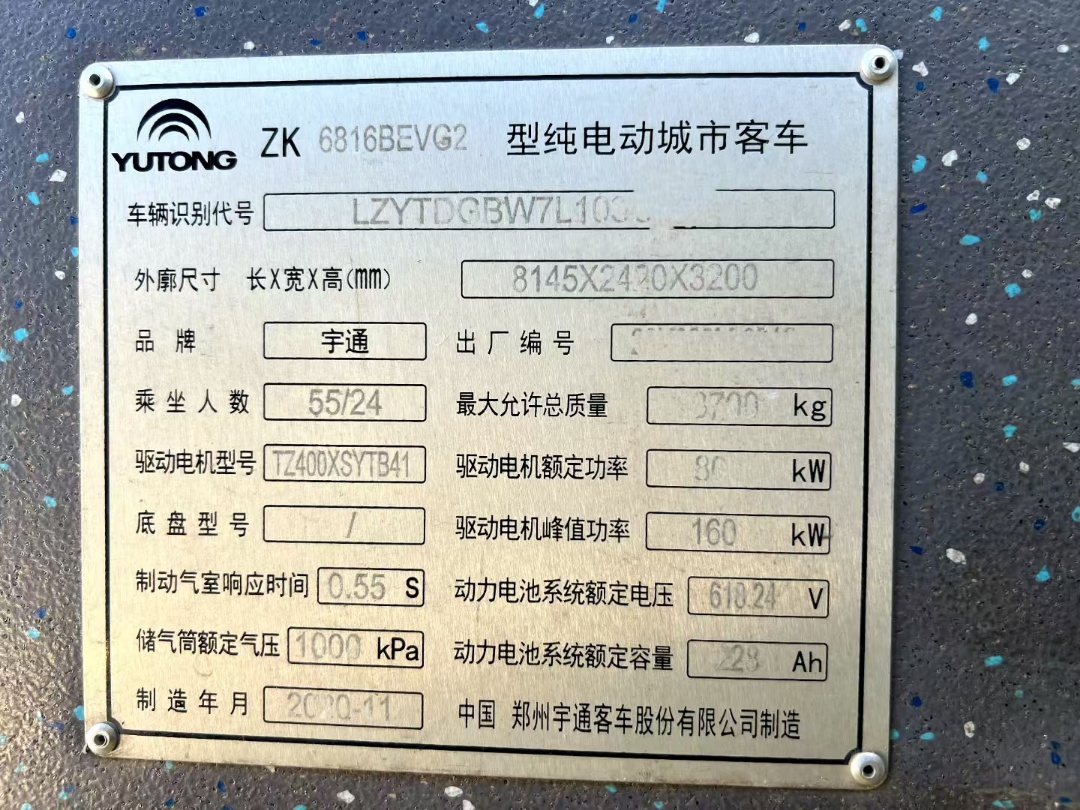 YUTONG ZK 6816BEVG2 型纯电动城市客车
车辆识别代号
外廓尺寸 长X宽X高(mm) 8145X2420X3200
品牌 宇通 出厂编号
乘坐人数 55/24 最大允许总质量 kg
驱动电机型号 TZ400XSYTB41 驱动电机额定功率 kW
底盘型号 / 驱动电机峰值功率 160 kW
制动气室响应时间 0.55 S 动力电池系统额定电压 618.24 V
储气筒额定气压 1000 kPa 动力电池系统额定容量 228 Ah
制造年月 2020-11 中国 郑州宇通客车股份有限公司制造